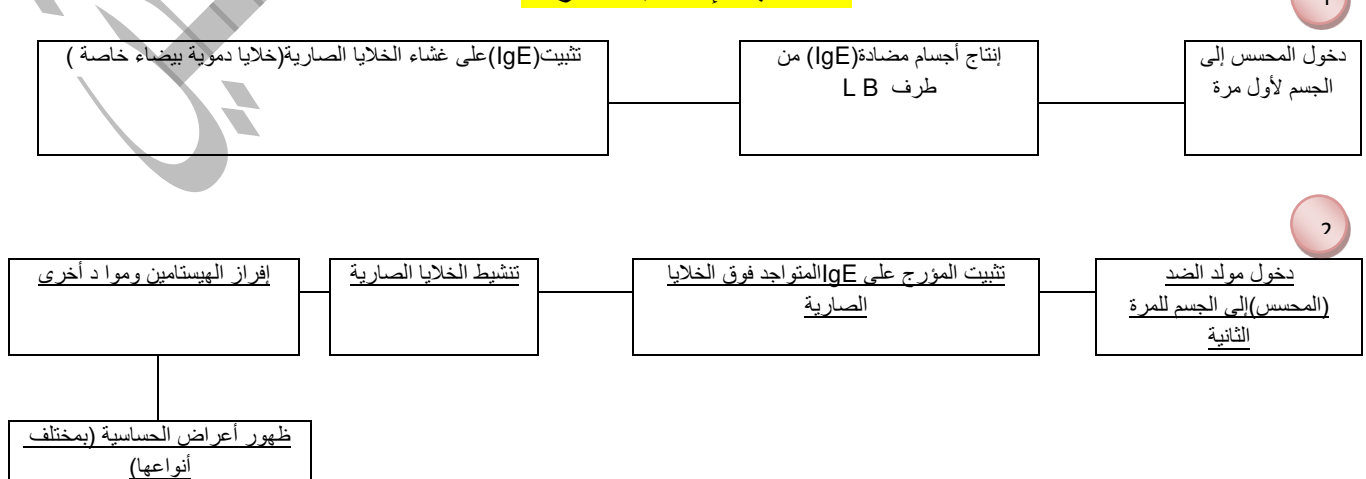 دخول المحسس إلى
الجسم لأول مرة
إنتاج أجسام مضادة(IgE) من
طرف L B
تثبيت(IgE)على غشاء الخلايا الصارية(خلايا دموية بيضاء خاصة )
2
دخول مولد الضد
(المحسس)إلى الجسم للمرة
الثانية
تثبيت المؤرج على IgEالمتواجد فوق الخلايا
الصارية
تنشيط الخلايا الصارية
إفراز الهيستامين وموا د أخرى
ظهور أعراض الحساسية (بمختلف
أنواعها)